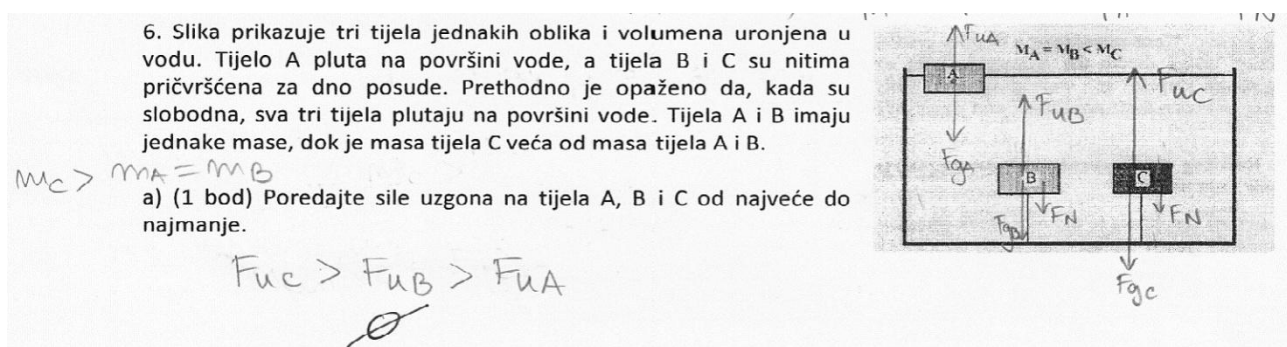 6. Slika prikazuje tri tijela jednakih oblika i volumena uronjena u
vodu. Tijelo A pluta na površini vode, a tijela B i C su nitima
pričvršćena za dno posude. Prethodno je opaženo da, kada su
slobodna, sva tri tijela plutaju na površini vode. Tijela A i B imaju
jednake mase, dok je masa tijela C veća od masa tijela A i B.
mC > mA = mB
a) (1 bod) Poredajte sile uzgona na tijela A, B i C od najveće do
najmanje.
FuC > FuB > FuA
FuA
MA = MB < MC
A
FuC
FuB
FgA
B
C
FgB
FN
FN
FgC